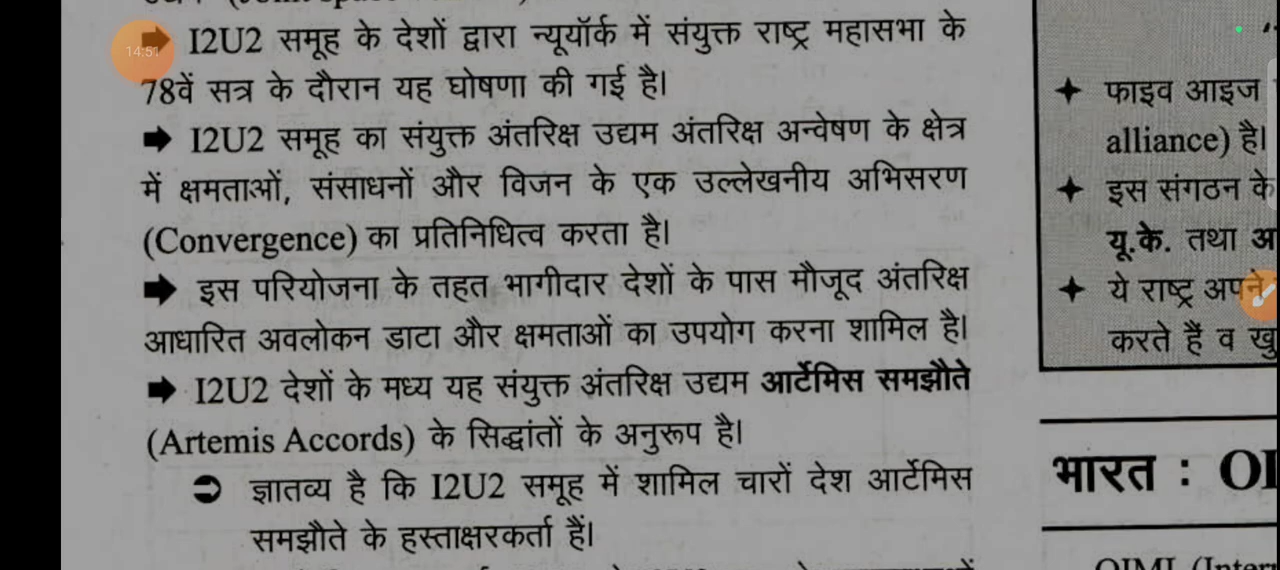 (Joint Space
➡ I2U2 समूह के देशों द्वारा न्यूयॉर्क में संयुक्त राष्ट्र महासभा के
14:51
78वें सत्र के दौरान यह घोषणा की गई है।
➡ I2U2 समूह का संयुक्त अंतरिक्ष उद्यम अंतरिक्ष अन्वेषण के क्षेत्र
में क्षमताओं, संसाधनों और विजन के एक उल्लेखनीय अभिसरण
(Convergence) का प्रतिनिधित्व करता है।
➡ इस परियोजना के तहत भागीदार देशों के पास मौजूद अंतरिक्ष
आधारित अवलोकन डाटा और क्षमताओं का उपयोग करना शामिल है।
➡ I2U2 देशों के मध्य यह संयुक्त अंतरिक्ष उद्यम आर्टेमिस समझौते
(Artemis Accords) के सिद्धांतों के अनुरूप है।
➲ ज्ञातव्य है कि I2U2 समूह में शामिल चारों देश आर्टेमिस
समझौते के हस्ताक्षरकर्ता हैं।
✦ फाइव आइज
alliance) है।
✦ इस संगठन के
यू.के. तथा
✦ ये राष्ट्र अपने
करते हैं व
भारत :